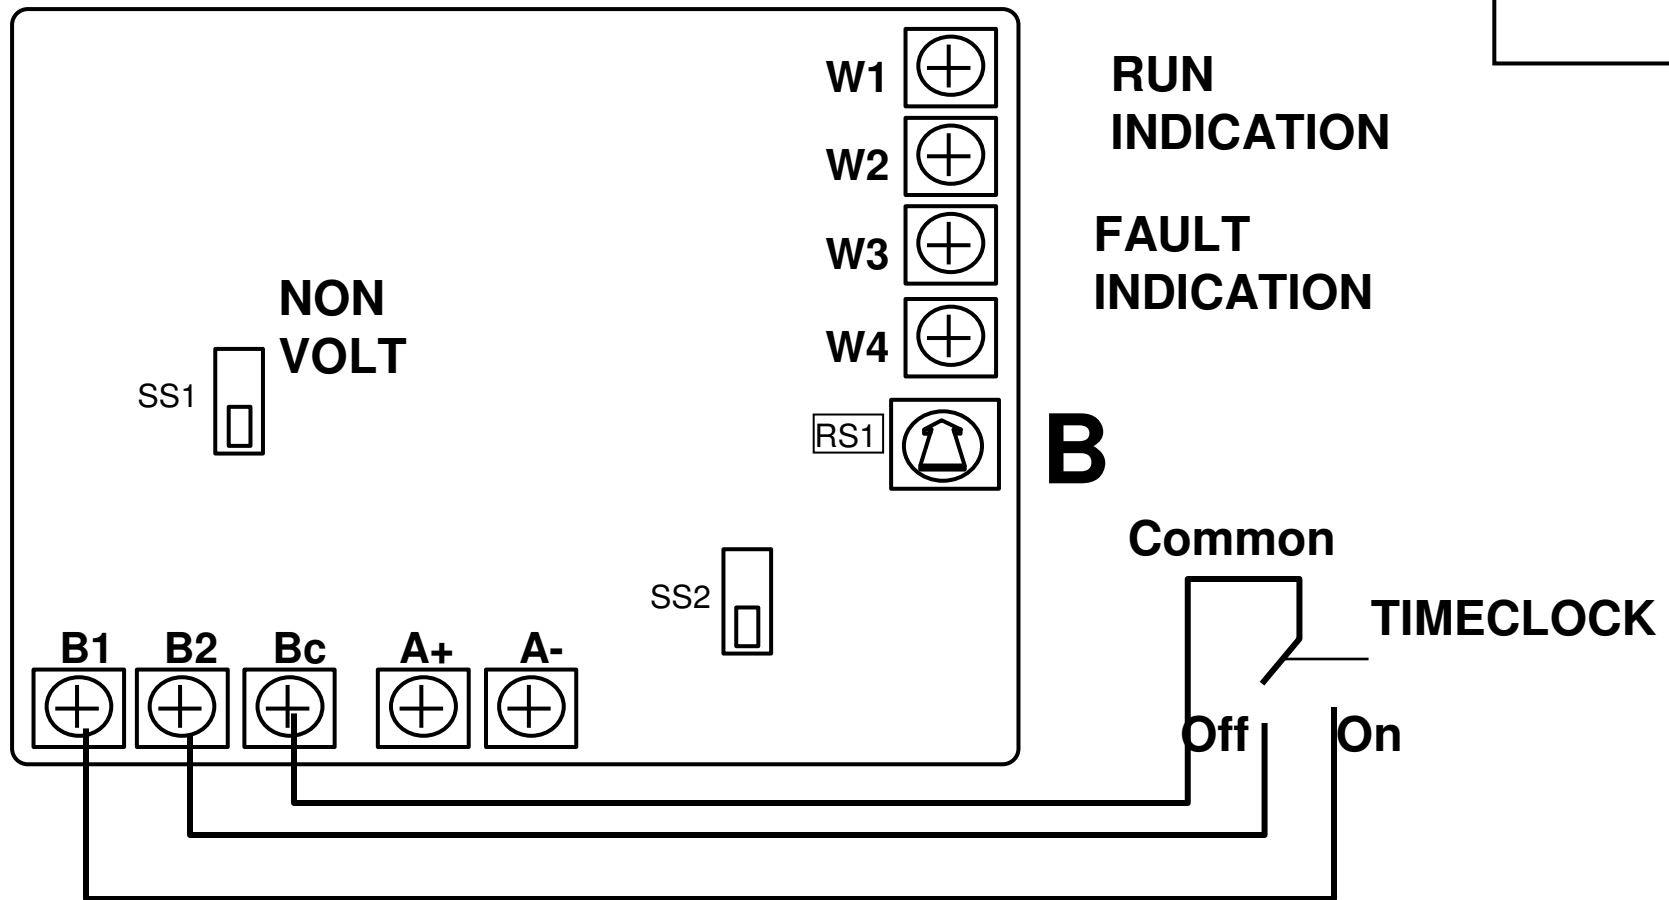 W1
RUN
INDICATION
W2
W3
FAULT
INDICATION
NON
VOLT
W4
SS1
RS1
B
Common
SS2
TIMECLOCK
B1 B2 Bc A+ A-
Off On